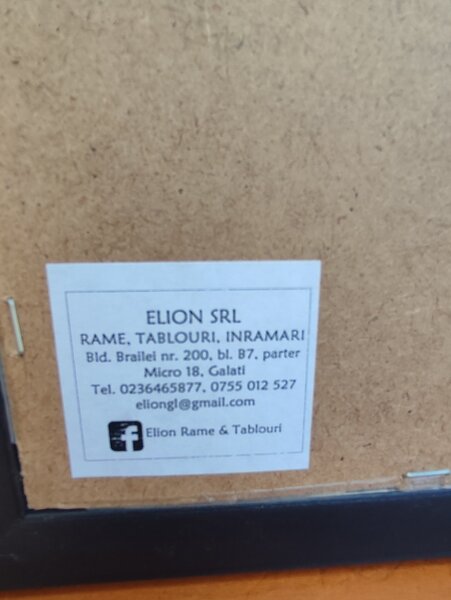 ELION SRL
RAME, TABLOURI, INRAMARI
Bld. Brailei nr. 200, bl. B7, parter
Micro 18, Galati
Tel. 0236465877, 0755 012 527
eliongl@gmail.com
f Elion Rame & Tablouri